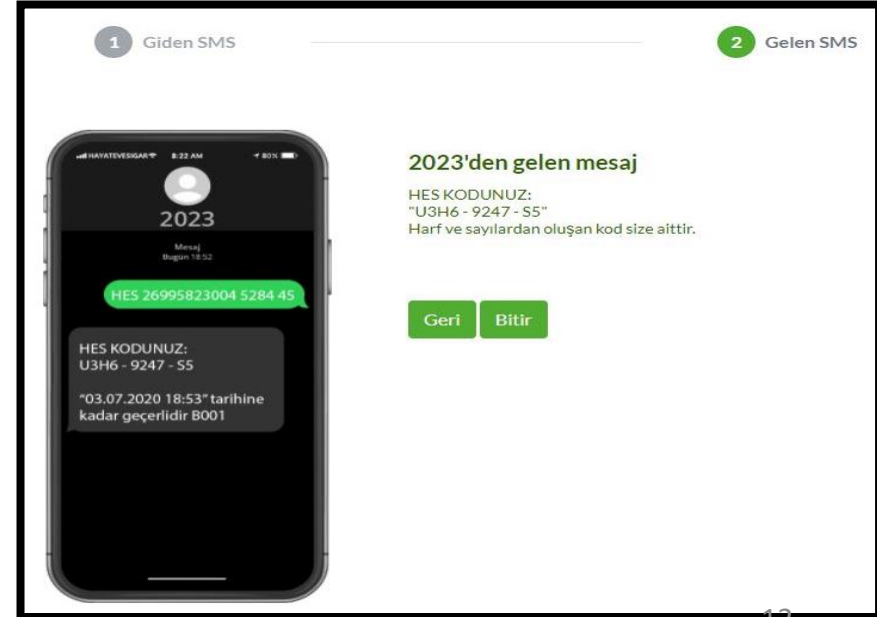 1 Giden SMS
2 Gelen SMS
HAYATEVESIGAR 8:22 AM 80%
2023
Mesaj
Bugün 18:52
HES 26995823004 5284 45
HES KODUNUZ:
U3H6 - 9247 - S5
"03.07.2020 18:53" tarihine
kadar geçerlidir B001
2023'den gelen mesaj
HES KODUNUZ:
"U3H6 - 9247 - S5"
Harf ve sayılardan oluşan kod size aittir.
Geri Bitir